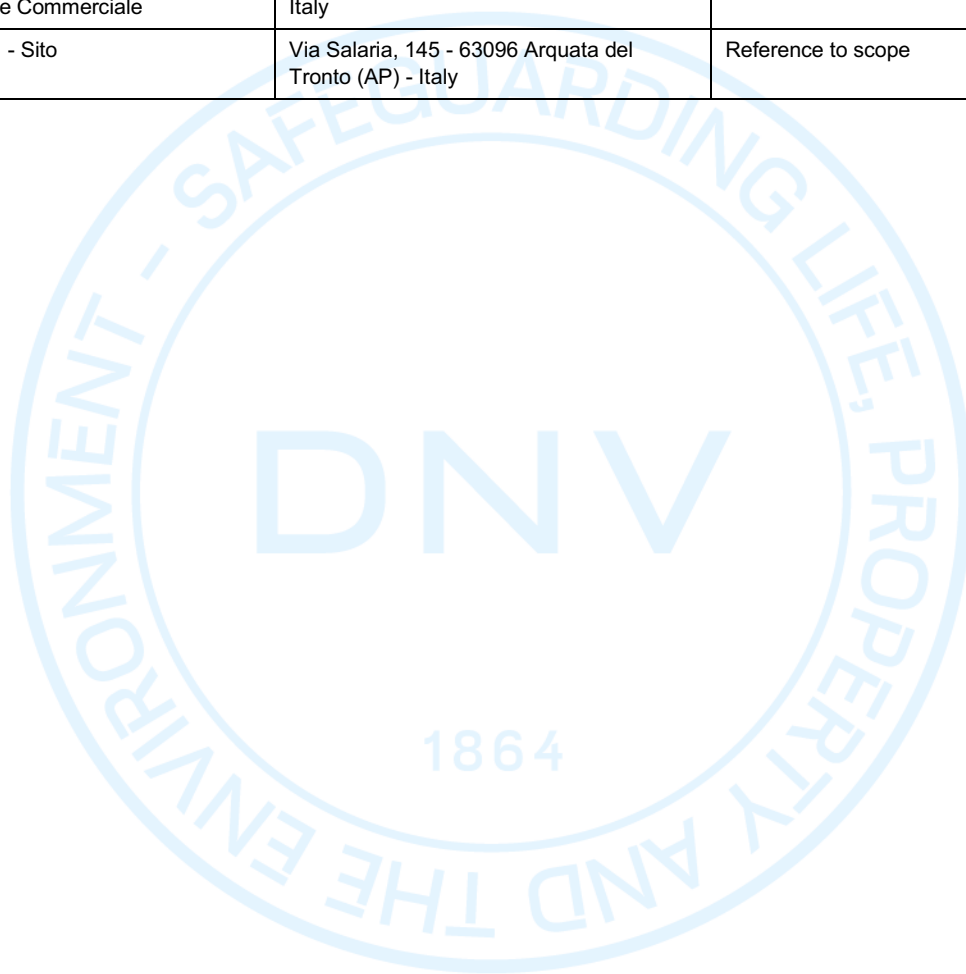 e Commerciale
Italy
- Sito
Via Salaria, 145 - 63096 Arquata del
Tronto (AP) - Italy
Reference to scope
SAFEGUARDING LIFE, PROPERTY AND THE ENVIRONMENT -
DNV
1864